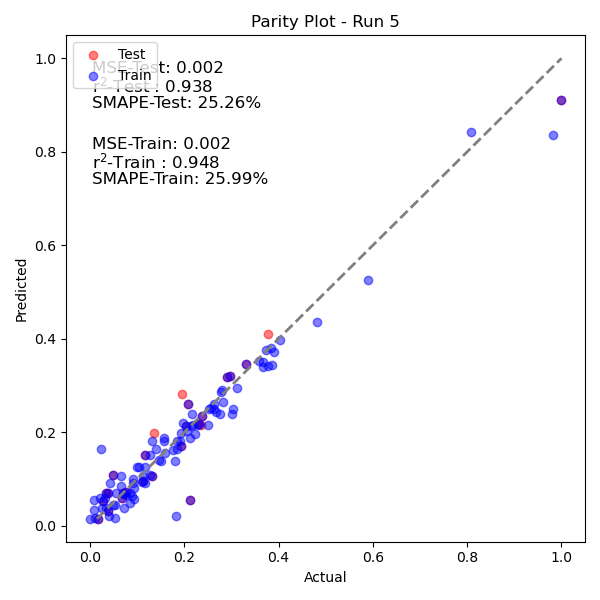 Parity Plot - Run 5
Test
Train
MSE-Test: 0.002
r²-Test : 0.938
SMAPE-Test: 25.26%
MSE-Train: 0.002
r²-Train : 0.948
SMAPE-Train: 25.99%
Predicted
1.0
0.8
0.6
0.4
0.2
0.0
0.0 0.2 0.4 0.6 0.8 1.0
Actual